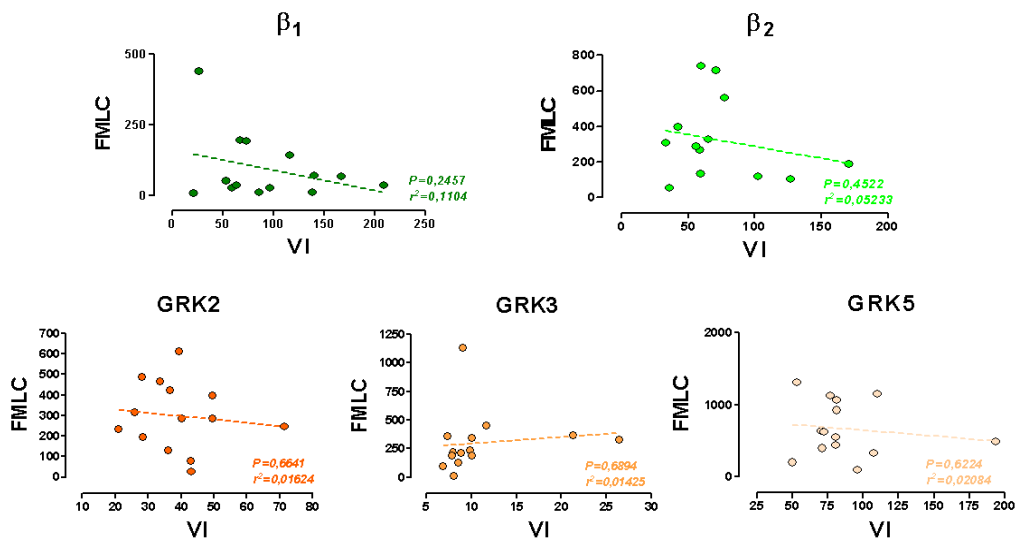 β1
500
250
0
FMLC
0 50 100 150 200 250
VI
P=0,2457
r²=0,1104
β2
800
600
400
200
0
FMLC
0 50 100 150 200
VI
P=0,4522
r²=0,05233
GRK2
700
600
500
400
300
200
100
0
FMLC
10 20 30 40 50 60 70 80
VI
P=0,6641
r²=0,01624
GRK3
1250
1000
750
500
250
0
FMLC
5 10 15 20 25 30
VI
P=0,6894
r²=0,01425
GRK5
2000
1000
0
FMLC
25 50 75 100 125 150 175 200
VI
P=0,6224
r²=0,02084